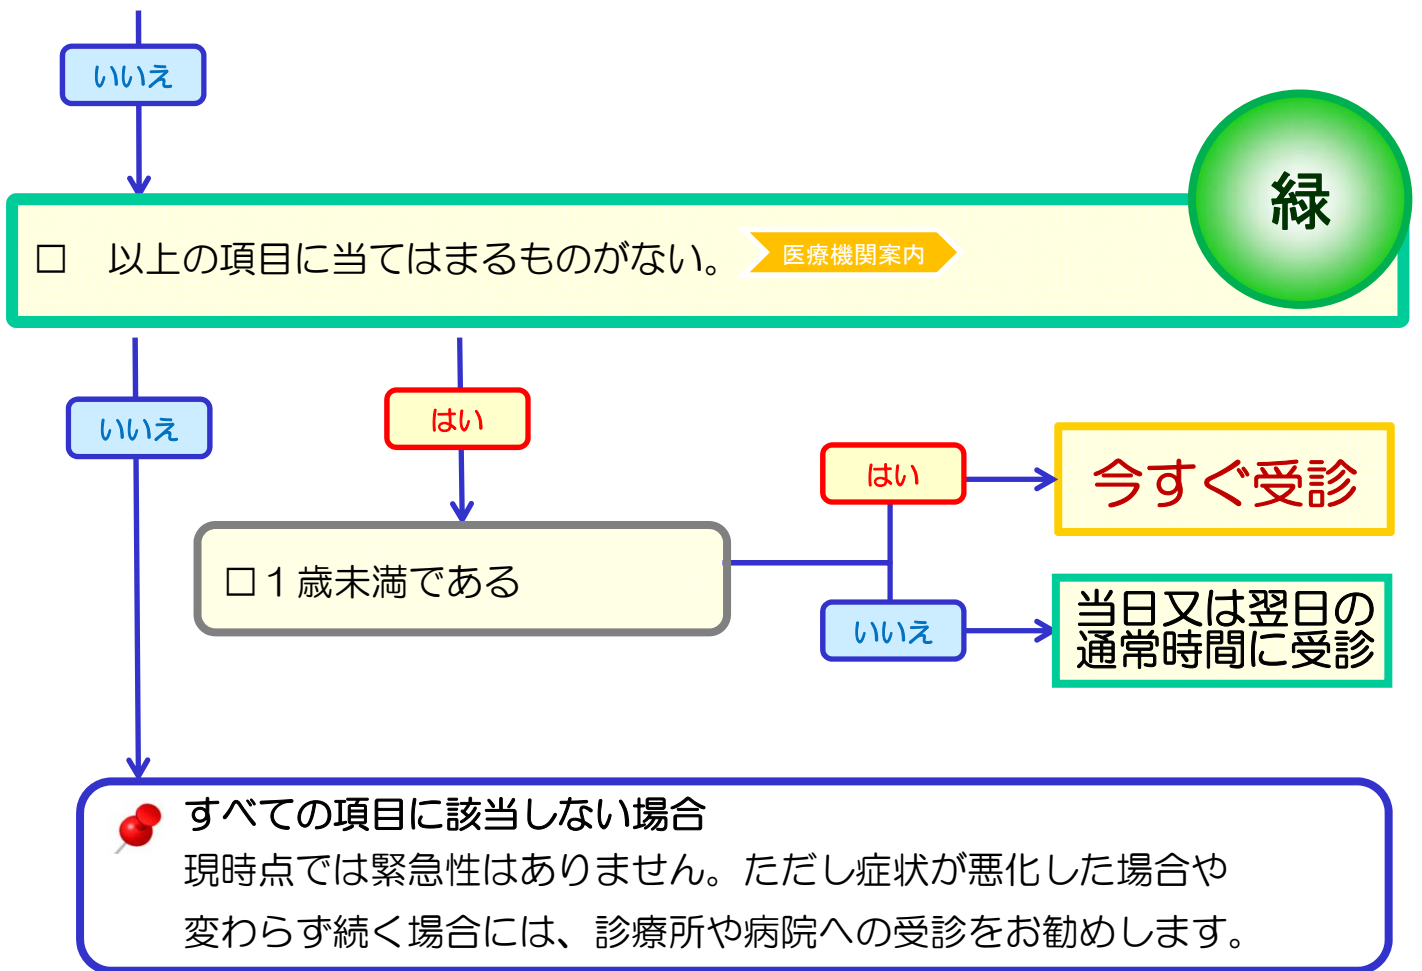 いいえ
緑
□　以上の項目に当てはまるものがない。 医療機関案内
いいえ
はい
はい
今すぐ受診
□１歳未満である
いいえ
当日又は翌日の
通常時間に受診
すべての項目に該当しない場合
現時点では緊急性はありません。ただし症状が悪化した場合や
変わらず続く場合には、診療所や病院への受診をお勧めします。